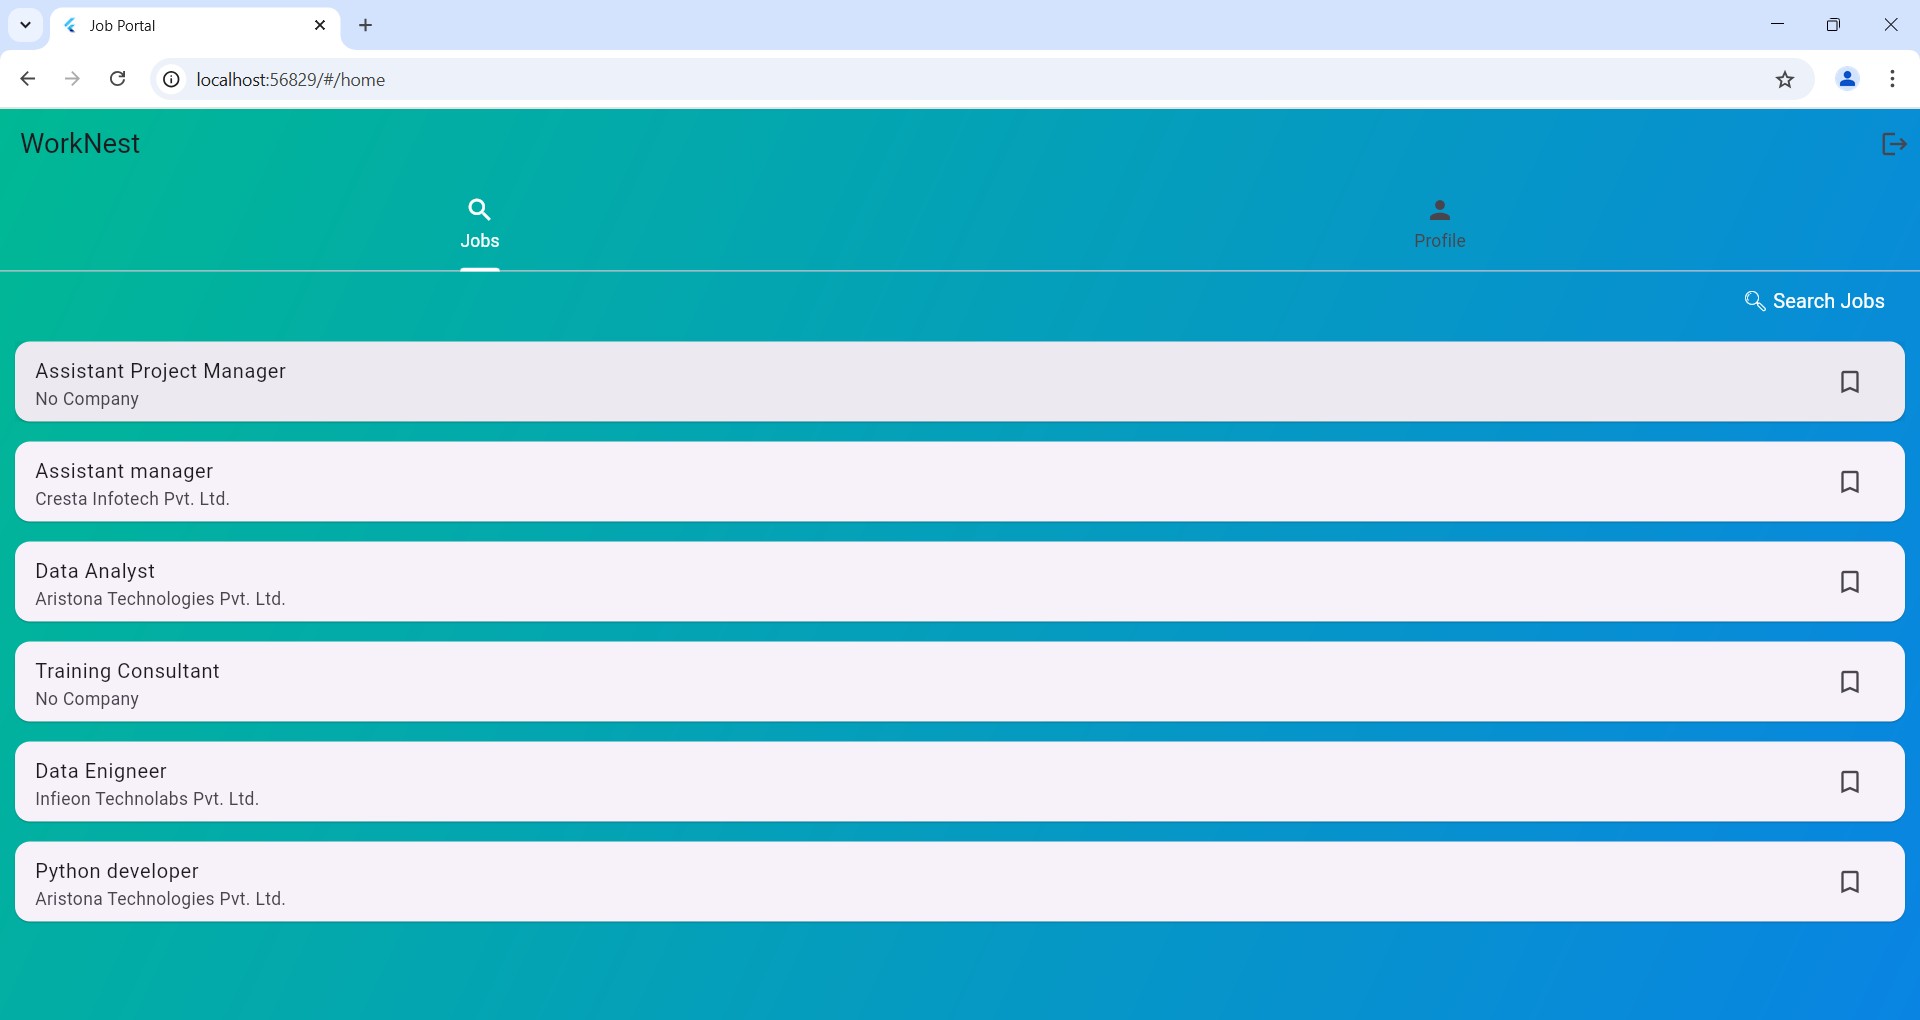 Job Portal
localhost:56829/#/home
WorkNest
Jobs
Profile
Search Jobs
Assistant Project Manager
No Company
Assistant manager
Cresta Infotech Pvt. Ltd.
Data Analyst
Aristona Technologies Pvt. Ltd.
Training Consultant
No Company
Data Enigneer
Infieon Technolabs Pvt. Ltd.
Python developer
Aristona Technologies Pvt. Ltd.